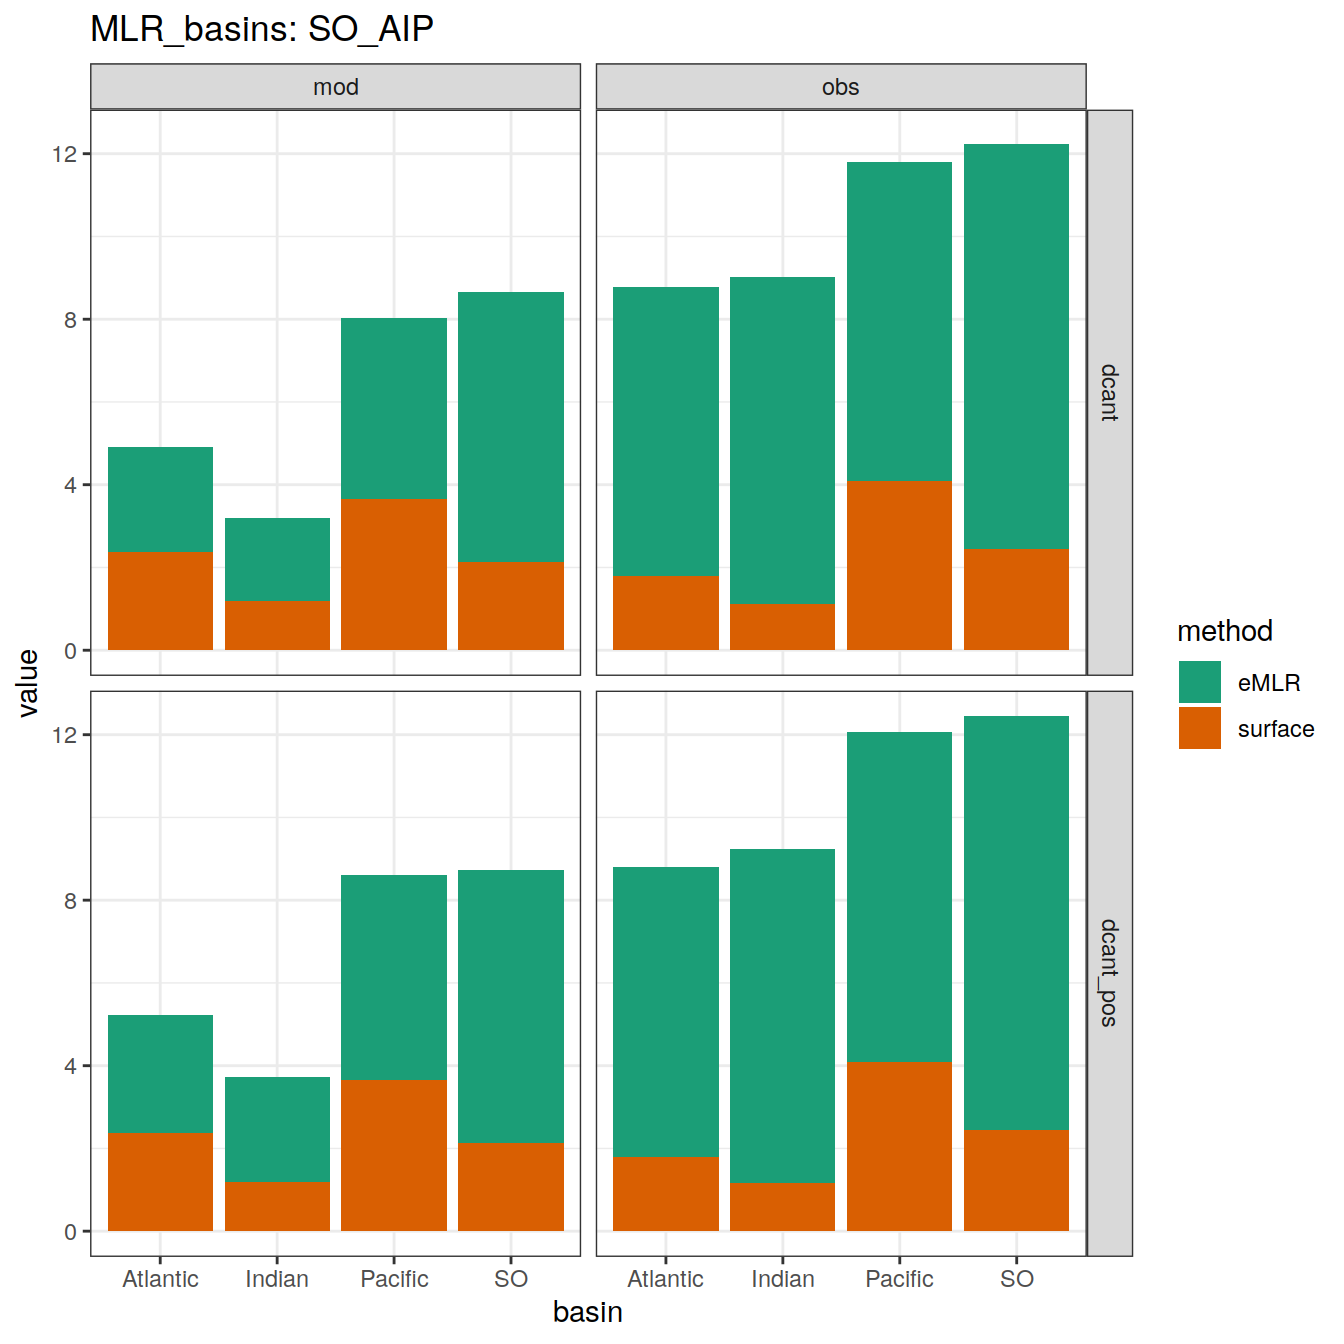 MLR_basins: SO_AIP
mod
obs
12
8
4
0
dcant
12
8
4
0
dcant_pos
value
Atlantic
Indian
Pacific
SO
Atlantic
Indian
Pacific
SO
basin
method
eMLR
surface